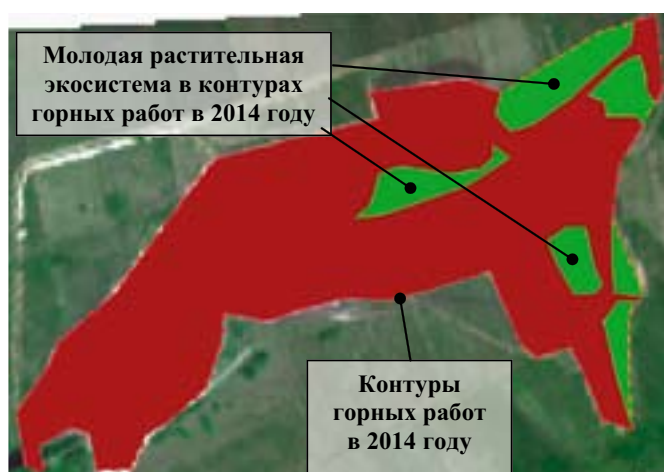 Молодая растительная
экосистема в контурах
горных работ в 2014 году
Контуры
горных работ
в 2014 году